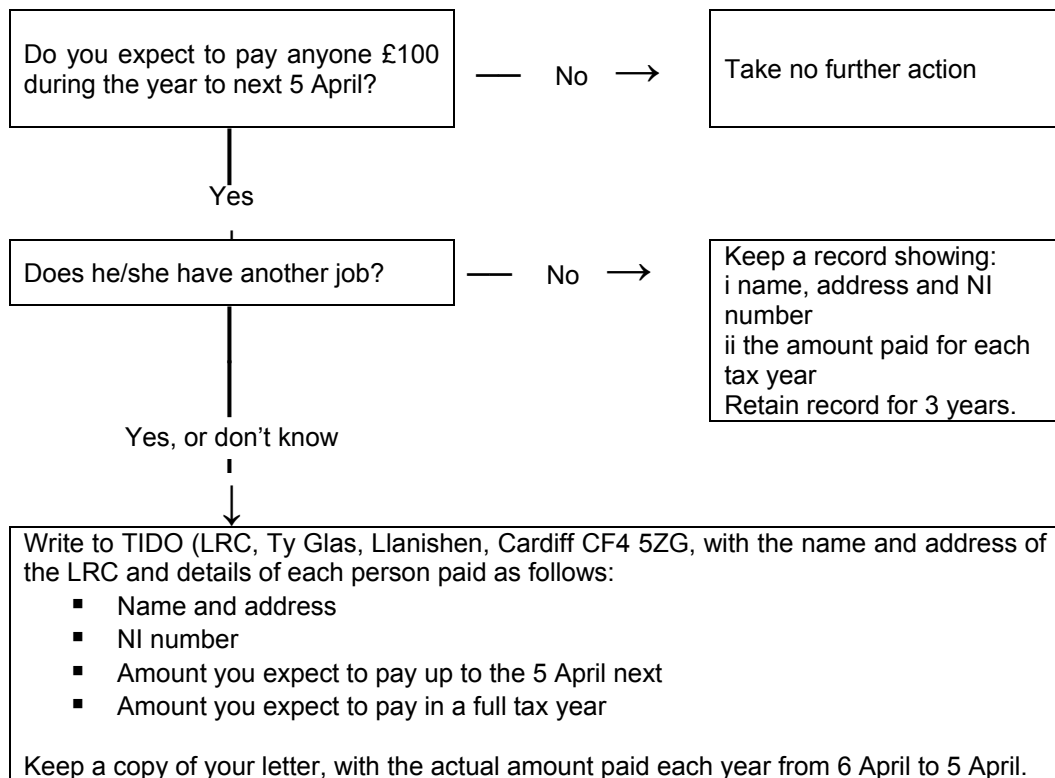 Do you expect to pay anyone £100
during the year to next 5 April?
No
Take no further action
Yes
Does he/she have another job?
No
Keep a record showing:
i name, address and NI
number
ii the amount paid for each
tax year
Retain record for 3 years.
Yes, or don't know
Write to TIDO (LRC, Ty Glas, Llanishen, Cardiff CF4 5ZG, with the name and address of
the LRC and details of each person paid as follows:
▪ Name and address
▪ NI number
▪ Amount you expect to pay up to the 5 April next
▪ Amount you expect to pay in a full tax year
Keep a copy of your letter, with the actual amount paid each year from 6 April to 5 April.